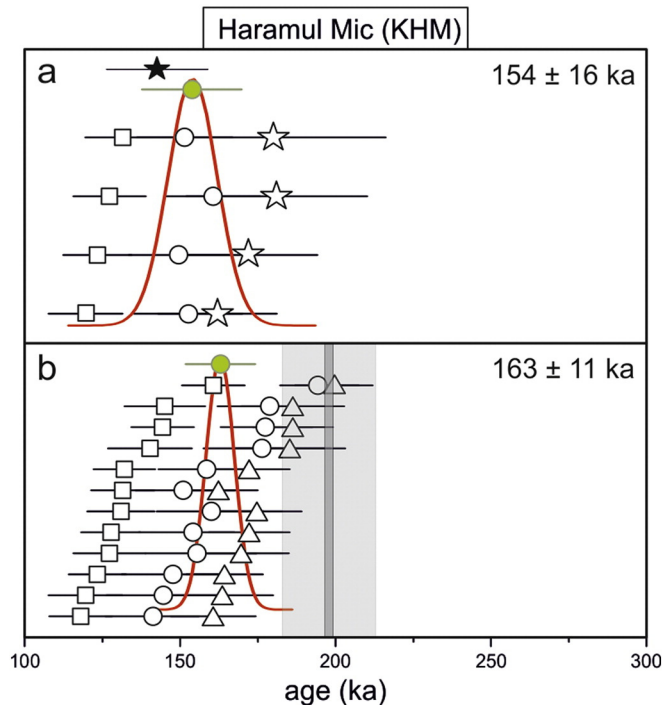 Haramul Mic (KHM)
a
154 ± 16 ka
b
163 ± 11 ka
100 150 200 250 300
age (ka)